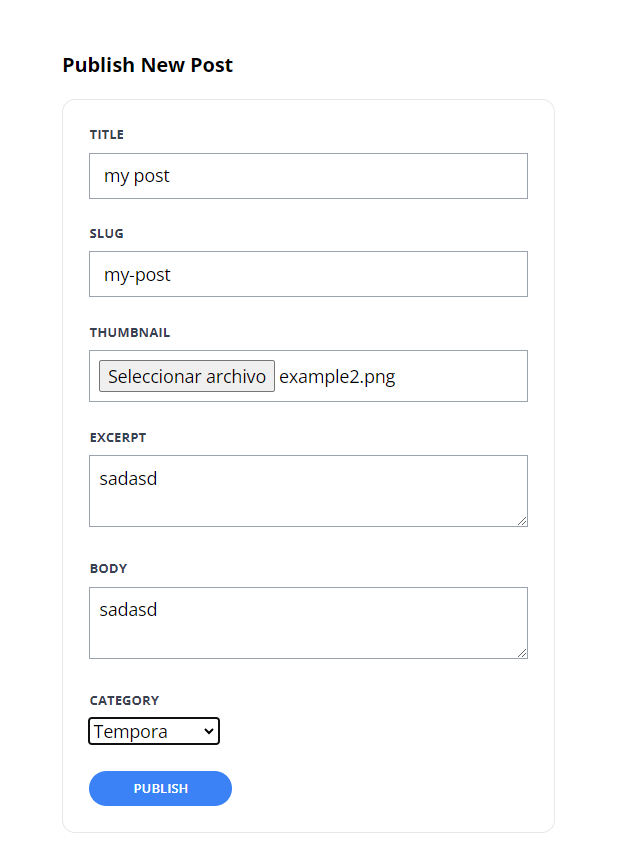 Publish New Post
TITLE
my post
SLUG
my-post
THUMBNAIL
Seleccionar archivo example2.png
EXCERPT
sadasd
BODY
sadasd
CATEGORY
Tempora
PUBLISH